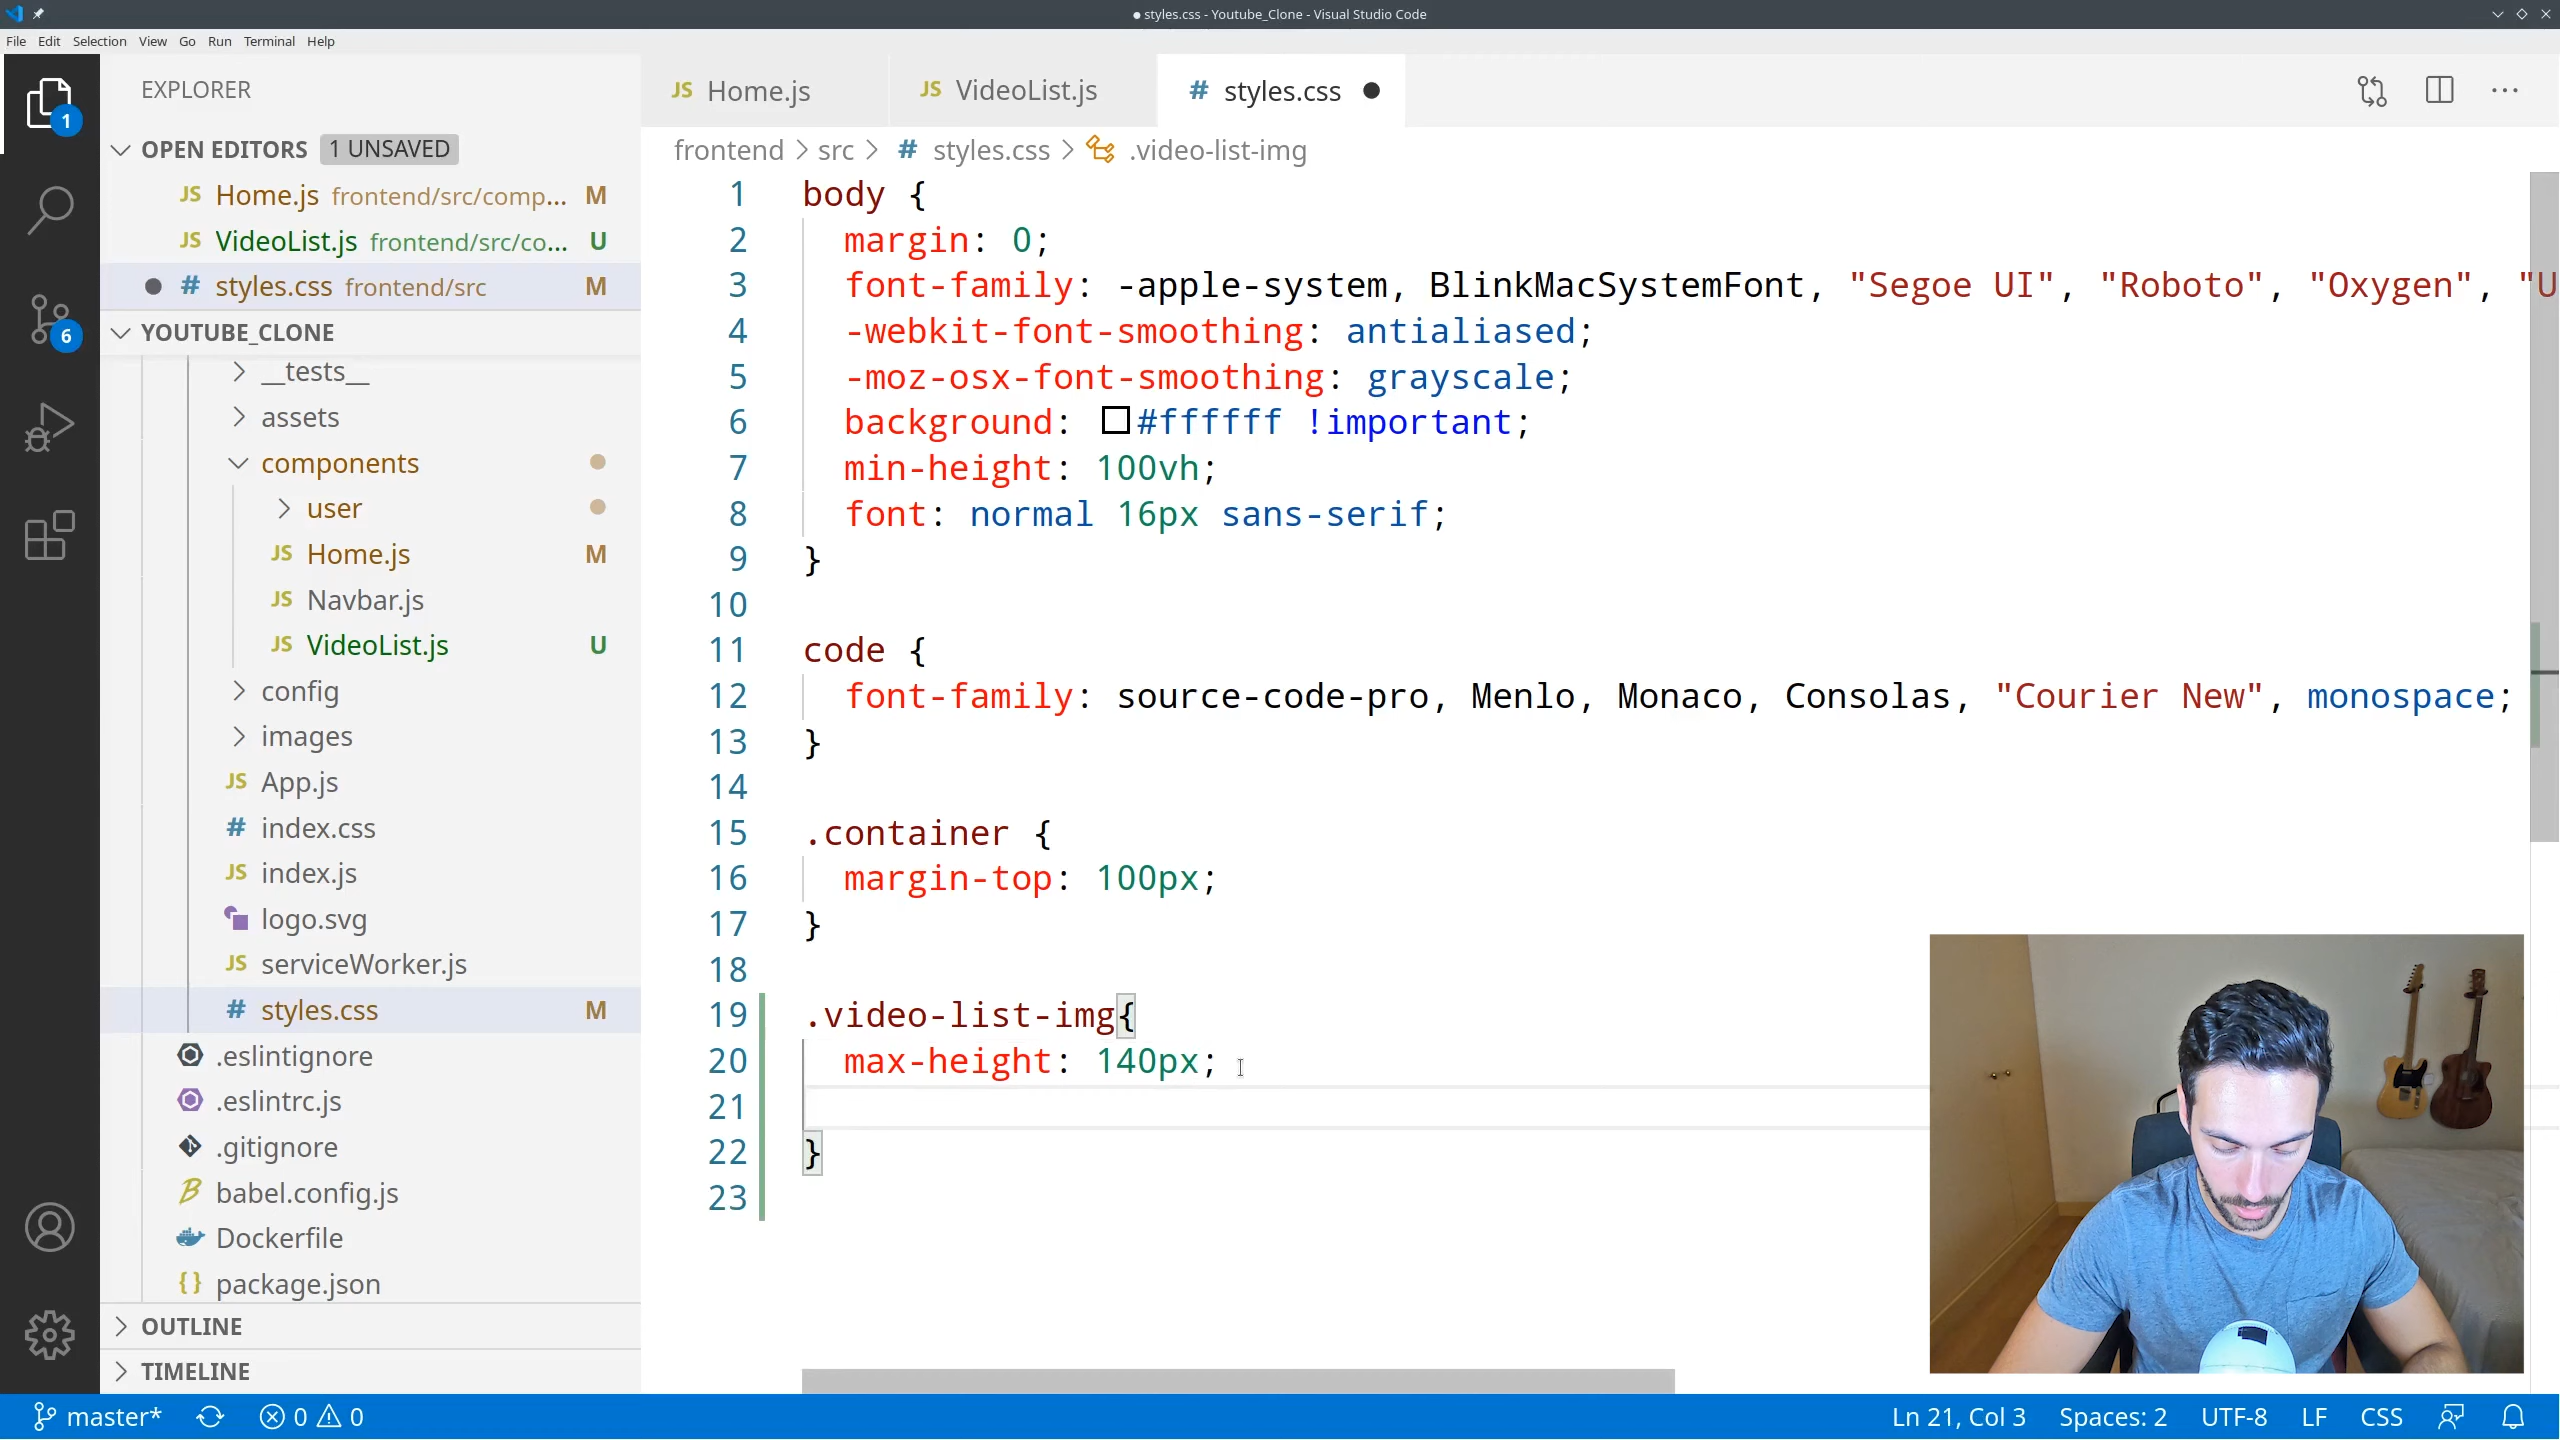 styles.css - Youtube_Clone - Visual Studio Code
File Edit Selection View Go Run Terminal Help
EXPLORER
OPEN EDITORS 1 UNSAVED
JS Home.js frontend/src/comp... M
JS VideoList.js frontend/src/co... U
# styles.css frontend/src M
YOUTUBE_CLONE
__tests__
assets
components
user
JS Home.js M
JS Navbar.js
JS VideoList.js U
config
images
JS App.js
# index.css
JS index.js
logo.svg
JS serviceWorker.js
# styles.css M
.eslintignore
.eslintrc.js
.gitignore
babel.config.js
Dockerfile
{} package.json
OUTLINE
TIMELINE
1
6
JS Home.js JS VideoList.js # styles.css
frontend > src > # styles.css > .video-list-img
1 body {
2 margin: 0;
3 font-family: -apple-system, BlinkMacSystemFont, "Segoe UI", "Roboto", "Oxygen", "U
4 -webkit-font-smoothing: antialiased;
5 -moz-osx-font-smoothing: grayscale;
6 background: #ffffff !important;
7 min-height: 100vh;
8 font: normal 16px sans-serif;
9 }
10
11 code {
12 font-family: source-code-pro, Menlo, Monaco, Consolas, "Courier New", monospace;
13 }
14
15 .container {
16 margin-top: 100px;
17 }
18
19 .video-list-img{
20 max-height: 140px;
21
22 }
23
master* 0 0 Ln 21, Col 3 Spaces: 2 UTF-8 LF CSS